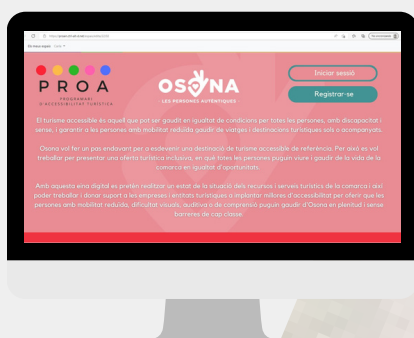 Iniciar sessió
PROA
PROGRAMARI
D'ACCESSIBILITAT TURÍSTICA
OSONA
LES PERSONES AUTÈNTIQUES
Registrar-se
El turisme accessible és aquell que pot ser gaudit en igualtat de condicions per totes les persones, amb discapacitat i
sense, i garantir a les persones amb mobilitat reduïda gaudir de viatges i destinacions turístiques sols o acompanyats.
Osona vol fer un pas endavant per a esdevenir una destinació de turisme accessible de referència. Per això es vol
treballar per presentar una oferta turística inclusiva, en què totes les persones puguin viure i gaudir de la vida de la
comarca en igualtat d'oportunitats.
Amb aquesta eina digital es pretén realitzar un estat de la situació dels recursos i serveis turístics de la comarca i així
poder treballar i donar suport a les empreses i entitats turístiques a implantar millores d'accessibilitat per oferir que les
persones amb mobilitat reduïda, dificultat visuals, auditiva o de comprensió puguin gaudir d'Osona en plenitud i sense
barreres de cap classe.